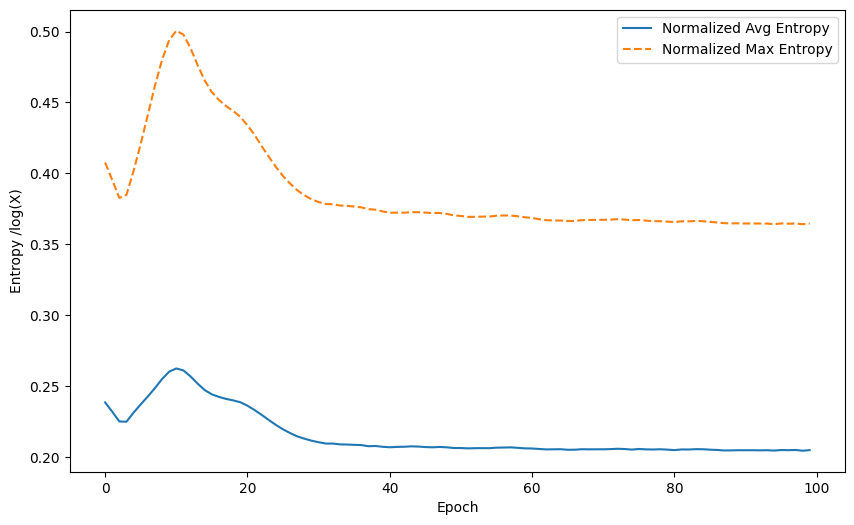 Normalized Avg Entropy
Normalized Max Entropy
0.50
0.45
0.40
0.35
0.30
0.25
0.20
Entropy /log(X)
0 20 40 60 80 100
Epoch